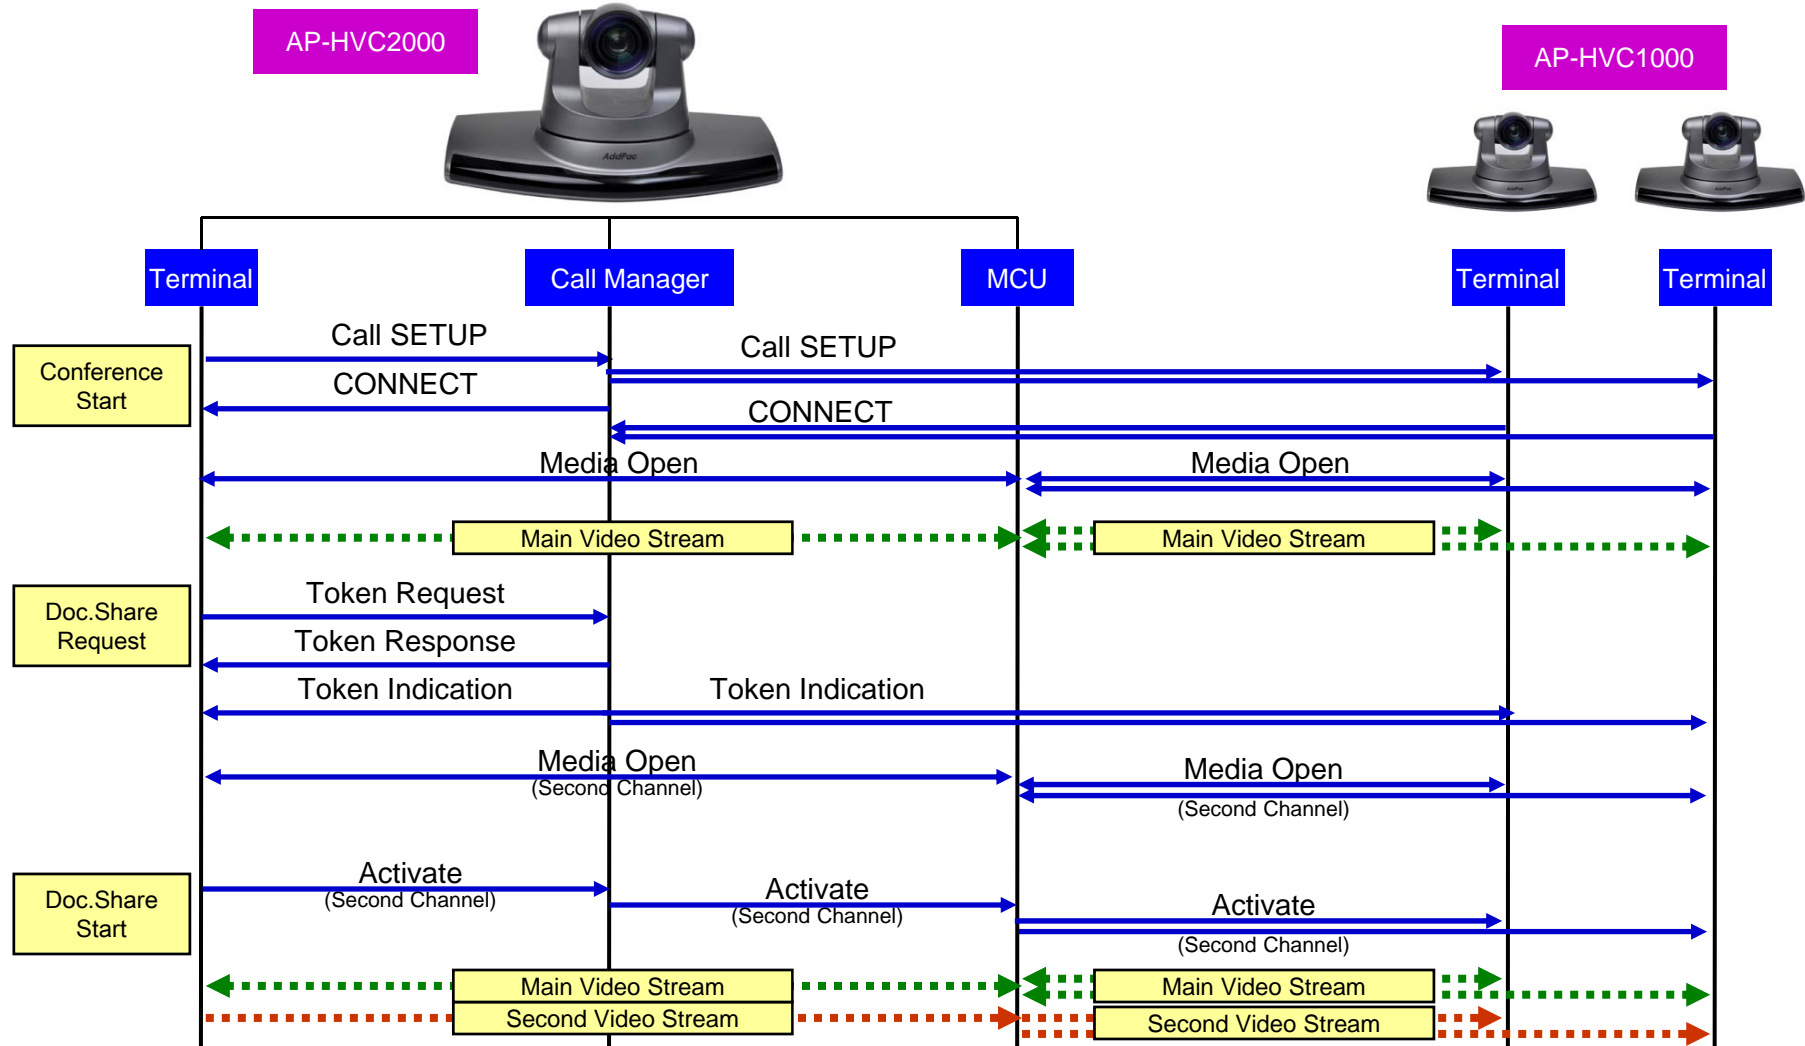 AP-HVC2000
AP-HVC1000
AddPac
AddPac
AddPac
Terminal
Call Manager
MCU
Terminal
Terminal
Conference
Start
Call SETUP
Call SETUP
CONNECT
CONNECT
Media Open
Media Open
Main Video Stream
Main Video Stream
Doc.Share
Request
Token Request
Token Response
Token Indication
Token Indication
Media Open
(Second Channel)
Media Open
(Second Channel)
Doc.Share
Start
Activate
(Second Channel)
Activate
(Second Channel)
Activate
(Second Channel)
Main Video Stream
Main Video Stream
Second Video Stream
Second Video Stream